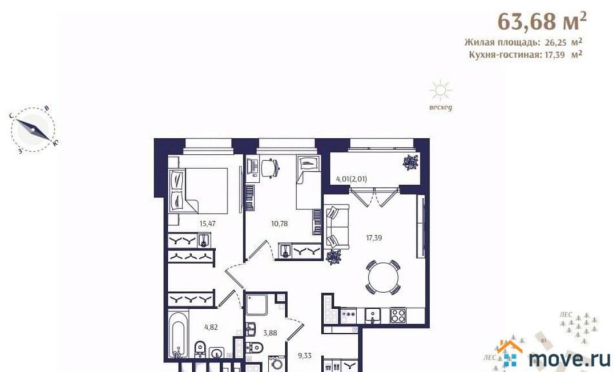 63,68 м²
Жилая площадь: 26,25 м²
Кухня-гостиная: 17,39 м²
восход
С
В
З
Ю
4,01(2,01)
15,47
10,78
17,39
4,82
3,88
9,33
ЛЕС
ЛЕС
move.ru